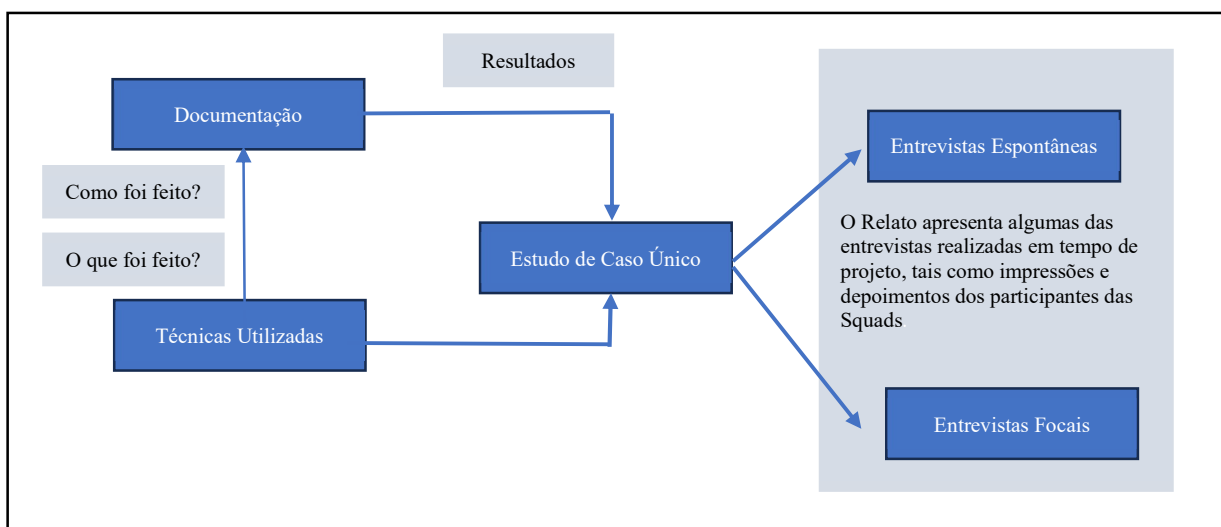 Resultados
Documentação
Como foi feito?
O que foi feito?
Técnicas Utilizadas
Estudo de Caso Único
Entrevistas Espontâneas
O Relato apresenta algumas das
entrevistas realizadas em tempo de
projeto, tais como impressões e
depoimentos dos participantes das
Squads
Entrevistas Focais